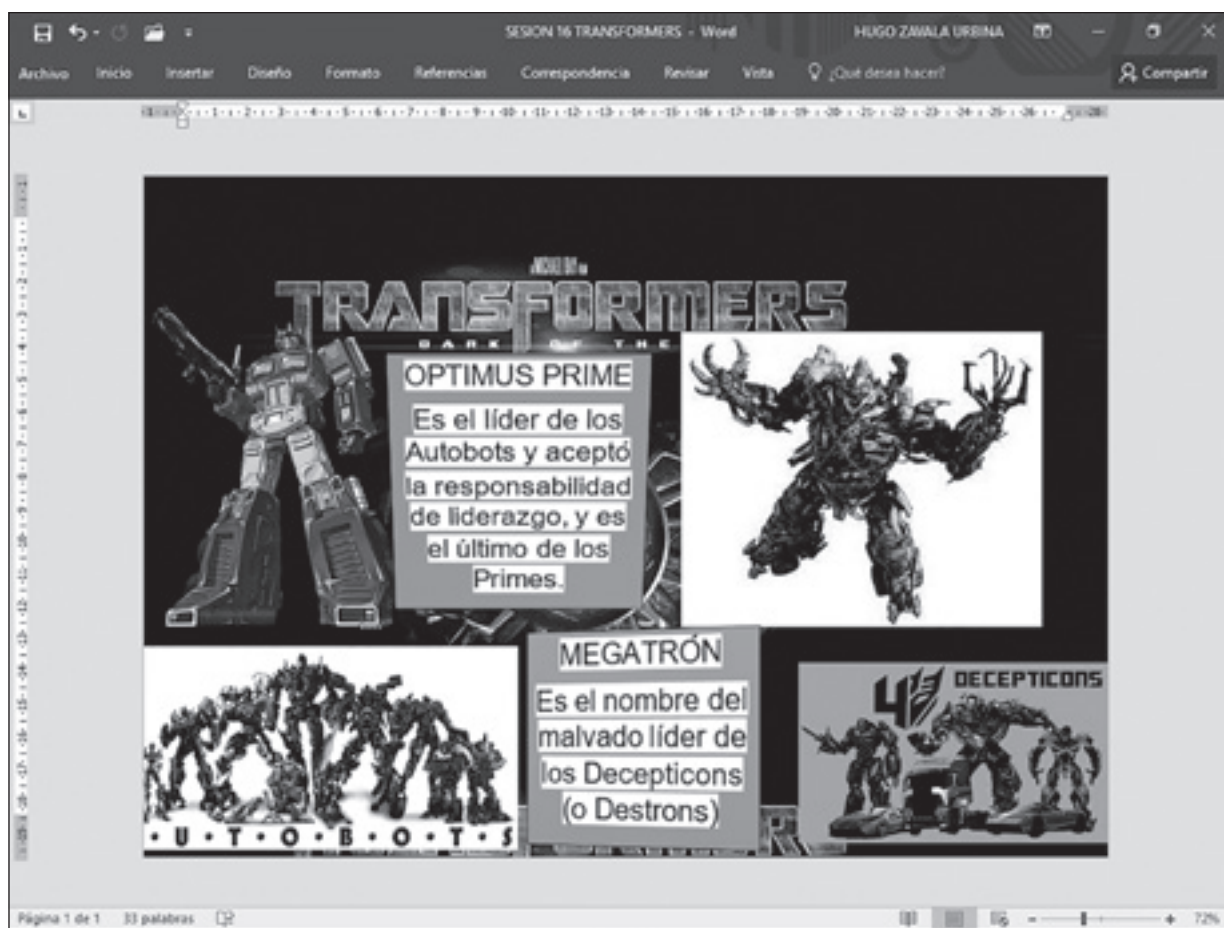 SESION 16 TRANSFORMERS - Word
HUGO ZAVALA URBINA
Archivo Inicio Insertar Diseño Formato Referencias Correspondencia Revisar Vista ¿Qué desea hacer? Compartir
TRANSFORMERS
DARK OF THE
OPTIMUS PRIME
Es el líder de los
Autobots y aceptó
la responsabilidad
de liderazgo, y es
el último de los
Primes.
MEGATRÓN
Es el nombre del
malvado líder de
los Decepticons
(o Destrons)
• U • T • O • B • O • T • S
DECEPTICONS
Página 1 de 1 33 palabras
72%